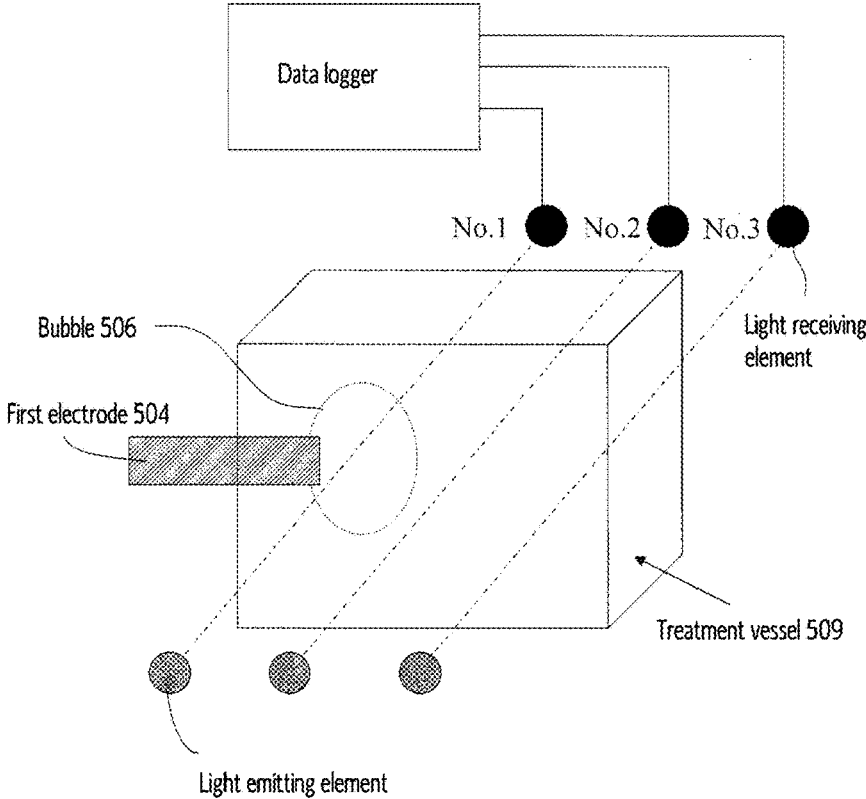 Data logger
No.1
No.2
No.3
Bubble 506
Light receiving
element
First electrode 504
Treatment vessel 509
Light emitting element